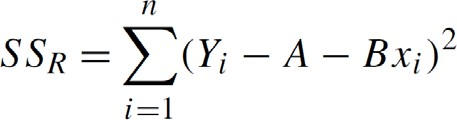 $SS_R = \sum_{i=1}^{n} (Y_i - A - Bx_i)^2$